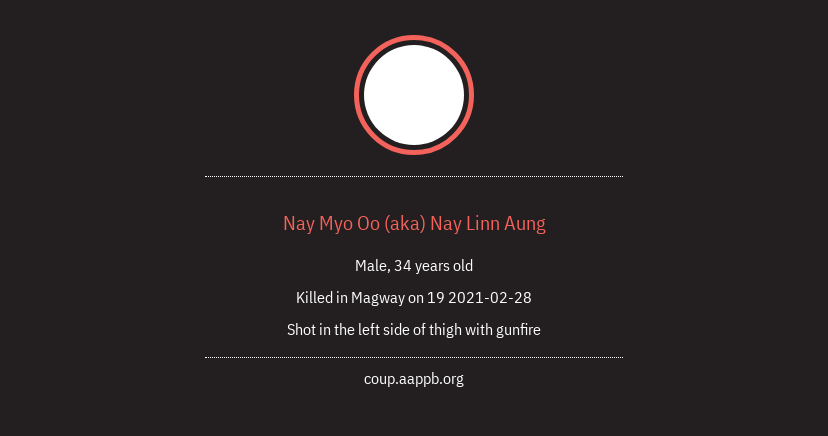 Nay Myo Oo (aka) Nay Linn Aung
Male, 34 years old
Killed in Magway on 19 2021-02-28
Shot in the left side of thigh with gunfire
coup.aappb.org